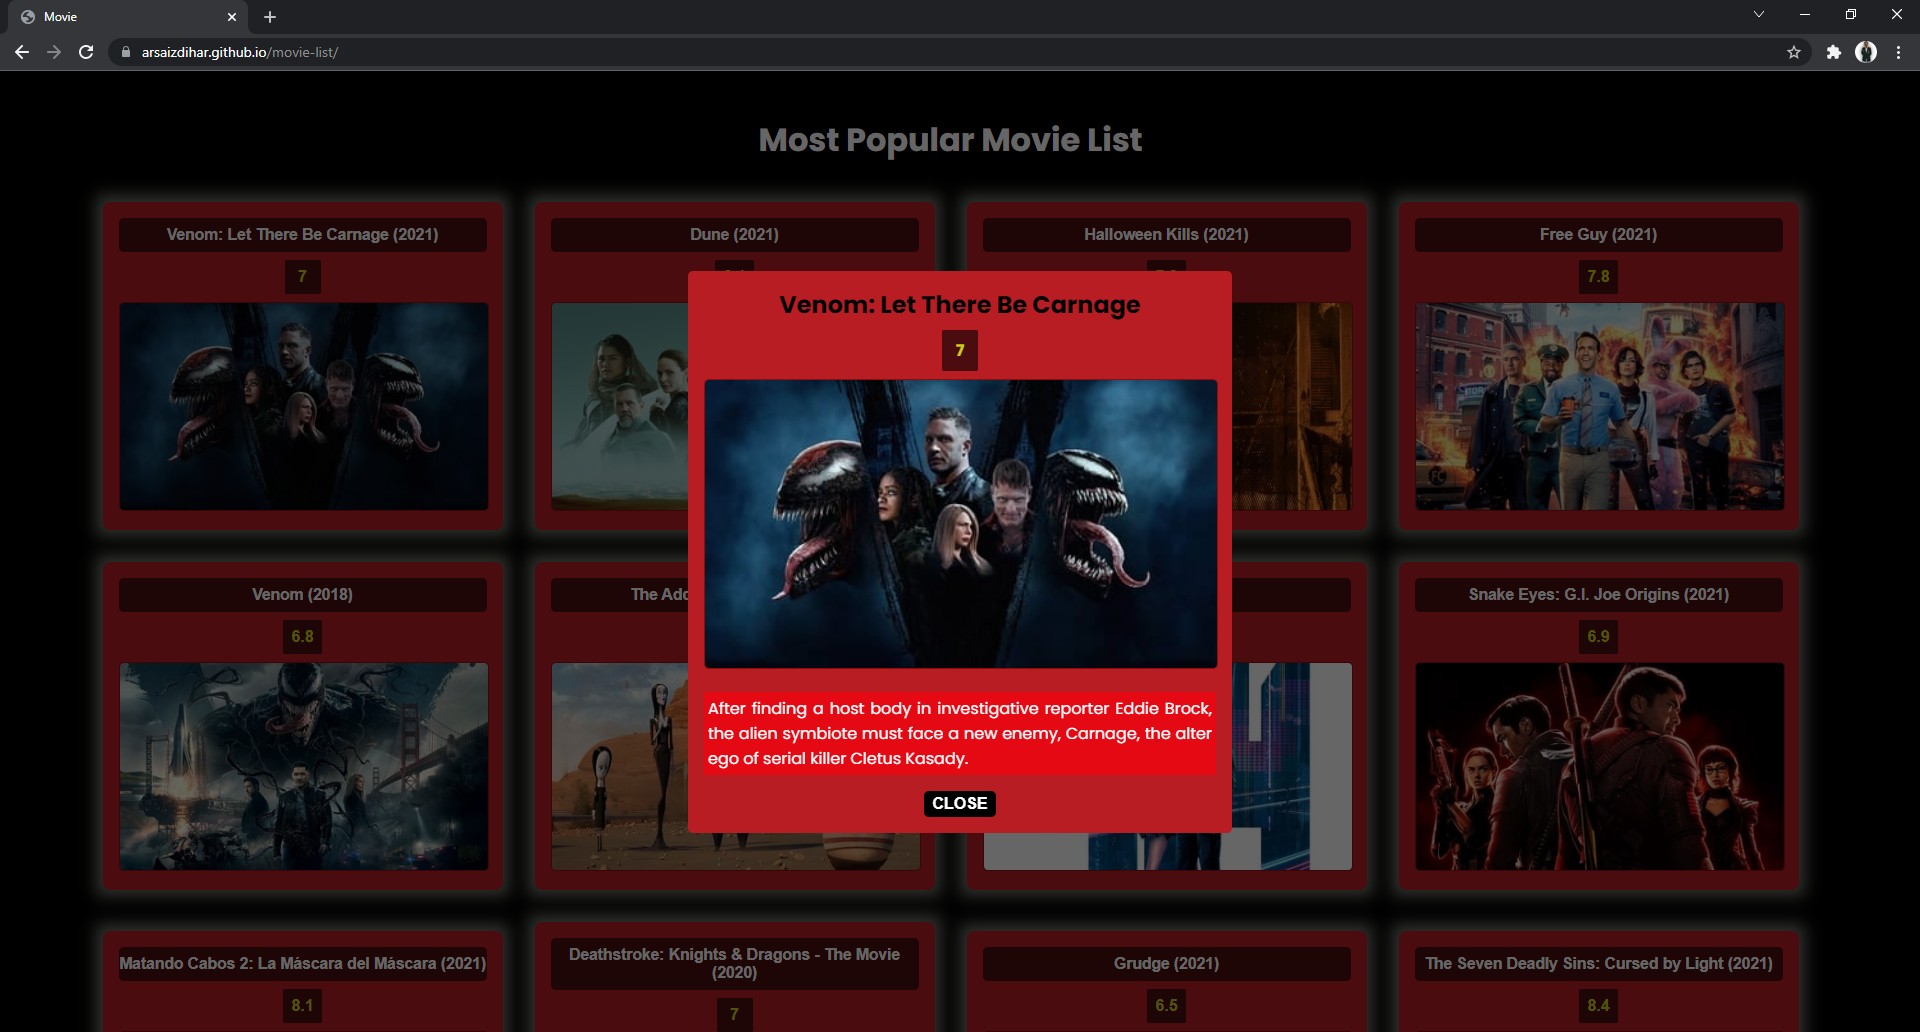 Movie
arsaizdihar.github.io/movie-list/
Most Popular Movie List
Venom: Let There Be Carnage (2021)
7
Dune (2021)
Halloween Kills (2021)
Free Guy (2021)
7.8
Venom: Let There Be Carnage
7
After finding a host body in investigative reporter Eddie Brock,
the alien symbiote must face a new enemy, Carnage, the alter
ego of serial killer Cletus Kasady.
CLOSE
Venom (2018)
6.8
The Add
Snake Eyes: G.I. Joe Origins (2021)
6.9
Matando Cabos 2: La Máscara del Máscara (2021)
8.1
Deathstroke: Knights & Dragons - The Movie
(2020)
7
Grudge (2021)
6.5
The Seven Deadly Sins: Cursed by Light (2021)
8.4